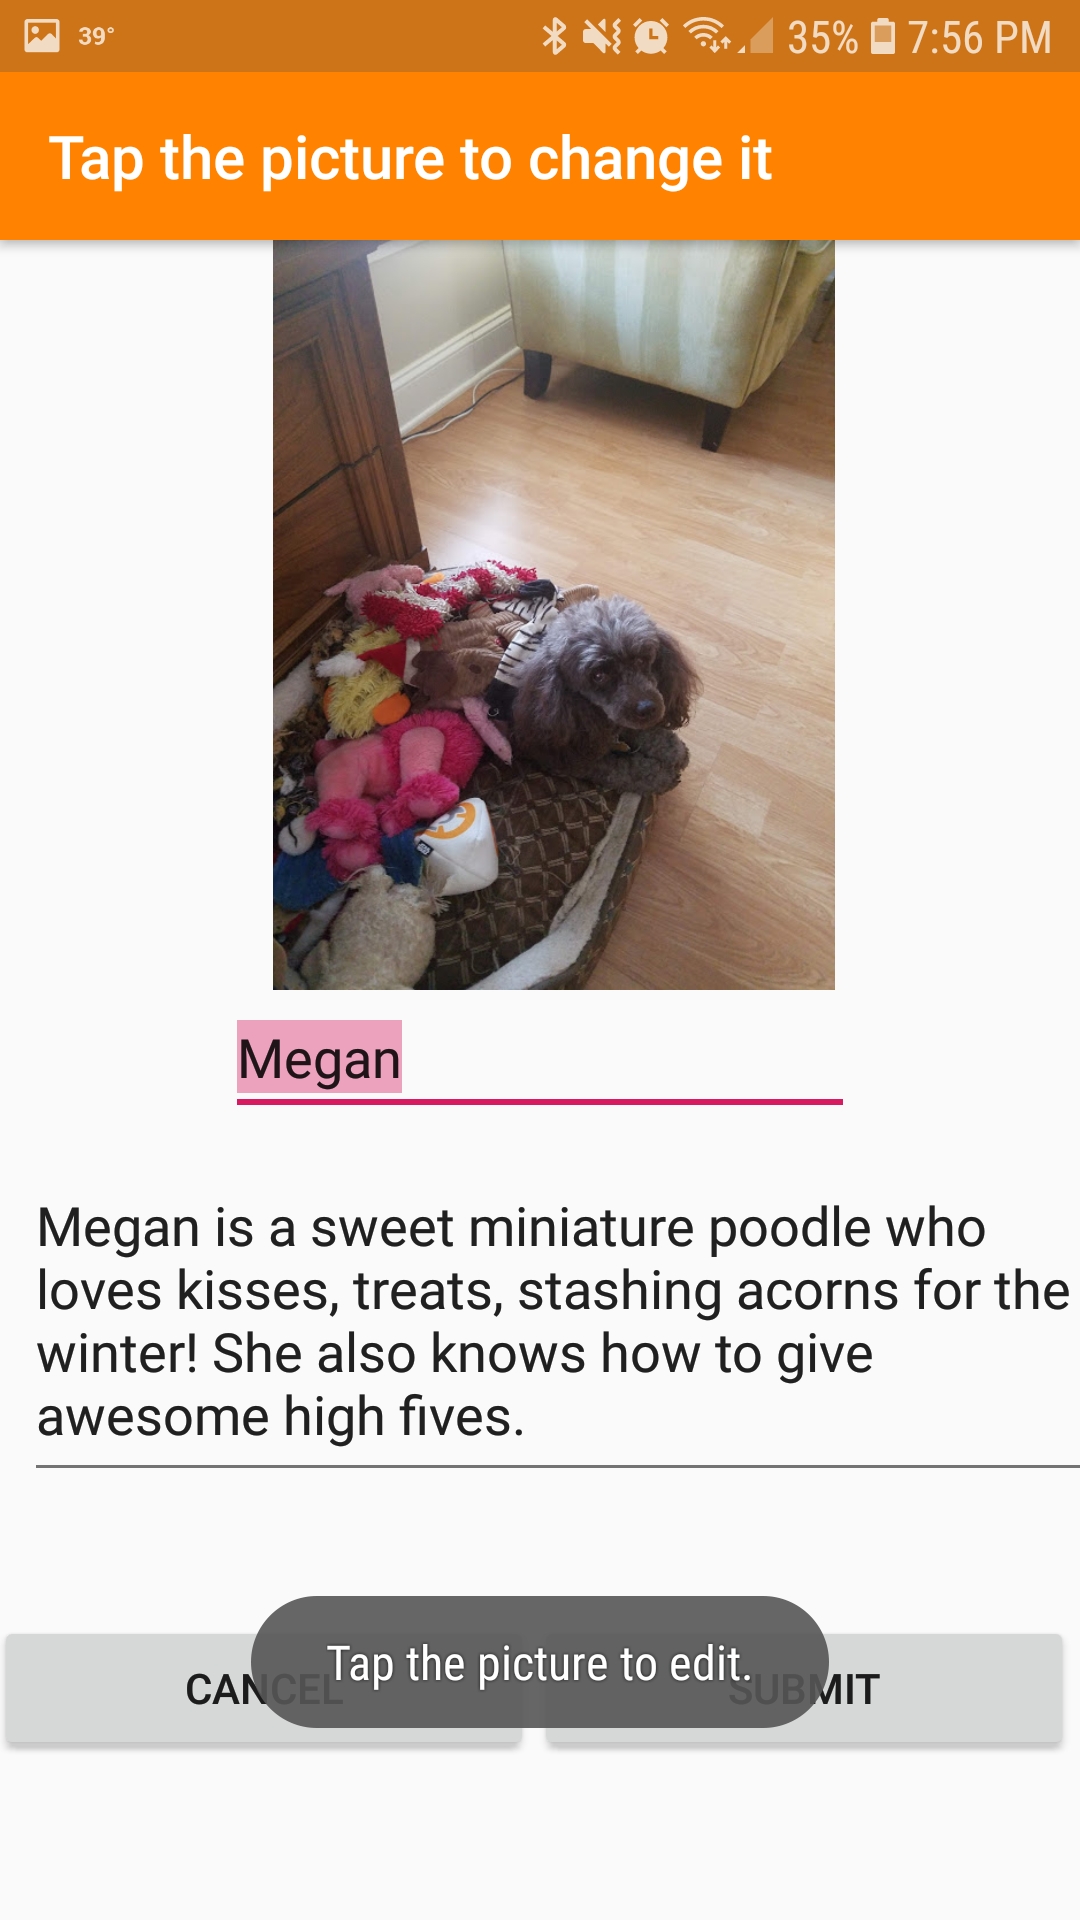 39°
35% 7:56 PM
Tap the picture to change it
Megan
Megan is a sweet miniature poodle who
loves kisses, treats, stashing acorns for the
winter! She also knows how to give
awesome high fives.
Tap the picture to edit.
CANCEL
SUBMIT